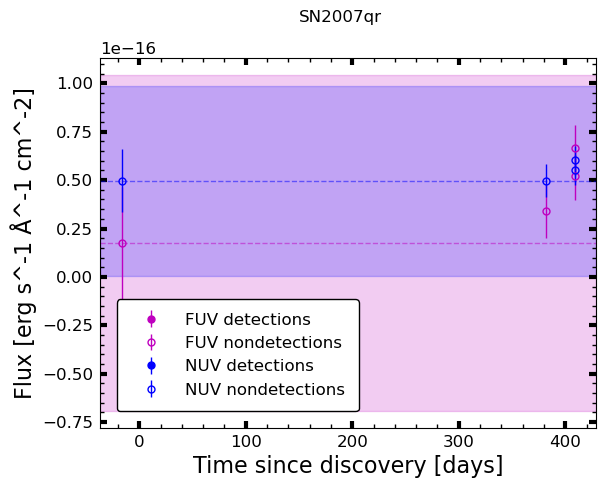 SN2007qr
1e−16
1.00
0.75
0.50
0.25
0.00
−0.25
−0.50
−0.75
Flux [erg s^-1 Å^-1 cm^-2]
FUV detections
FUV nondetections
NUV detections
NUV nondetections
0 100 200 300 400
Time since discovery [days]